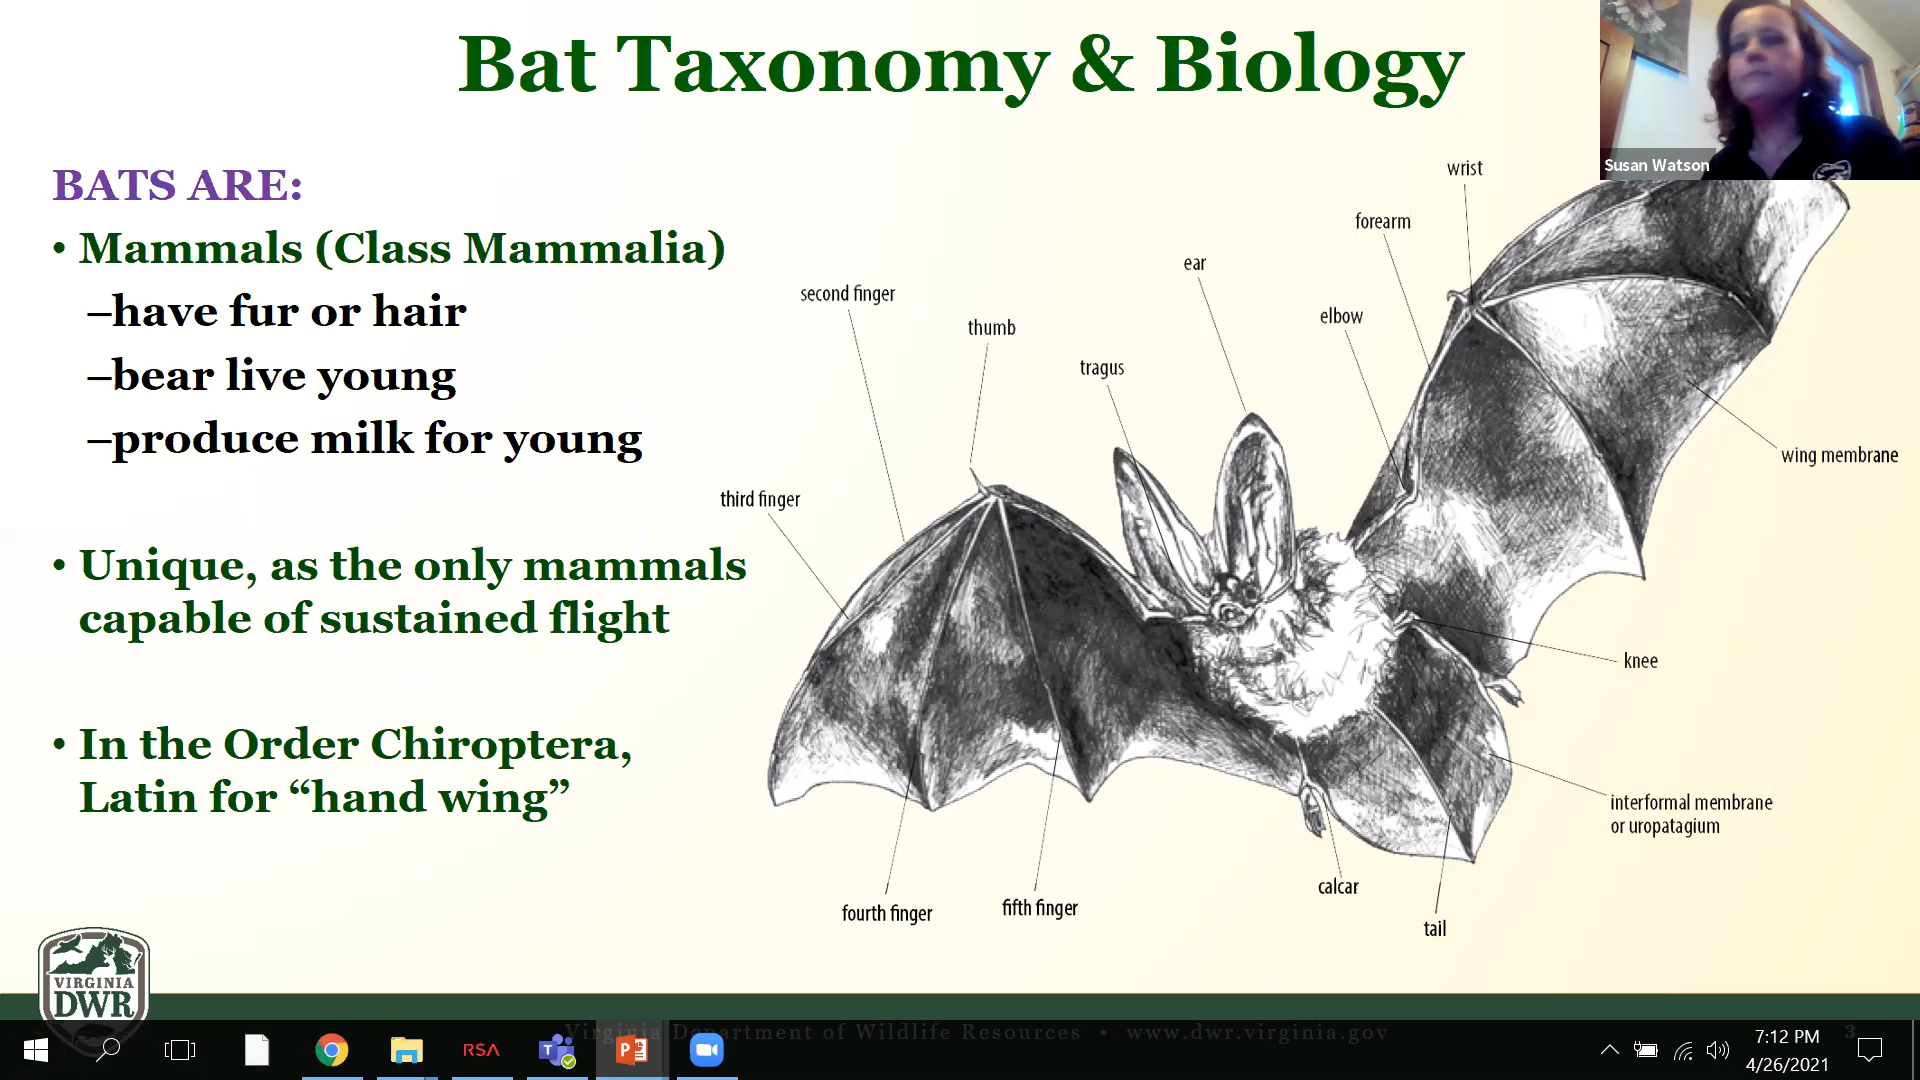 Bat Taxonomy & Biology
Susan Watson
BATS ARE:
• Mammals (Class Mammalia)
–have fur or hair
–bear live young
–produce milk for young
• Unique, as the only mammals
capable of sustained flight
• In the Order Chiroptera,
Latin for “hand wing”
wrist
forearm
ear
second finger
elbow
thumb
tragus
wing membrane
third finger
knee
interformal membrane
or uropatagium
calcar
fifth finger
fourth finger
tail
VIRGINIA
DWR
Virginia Department of Wildlife Resources • www.dwr.virginia.gov
3
RSA
7:12 PM
4/26/2021